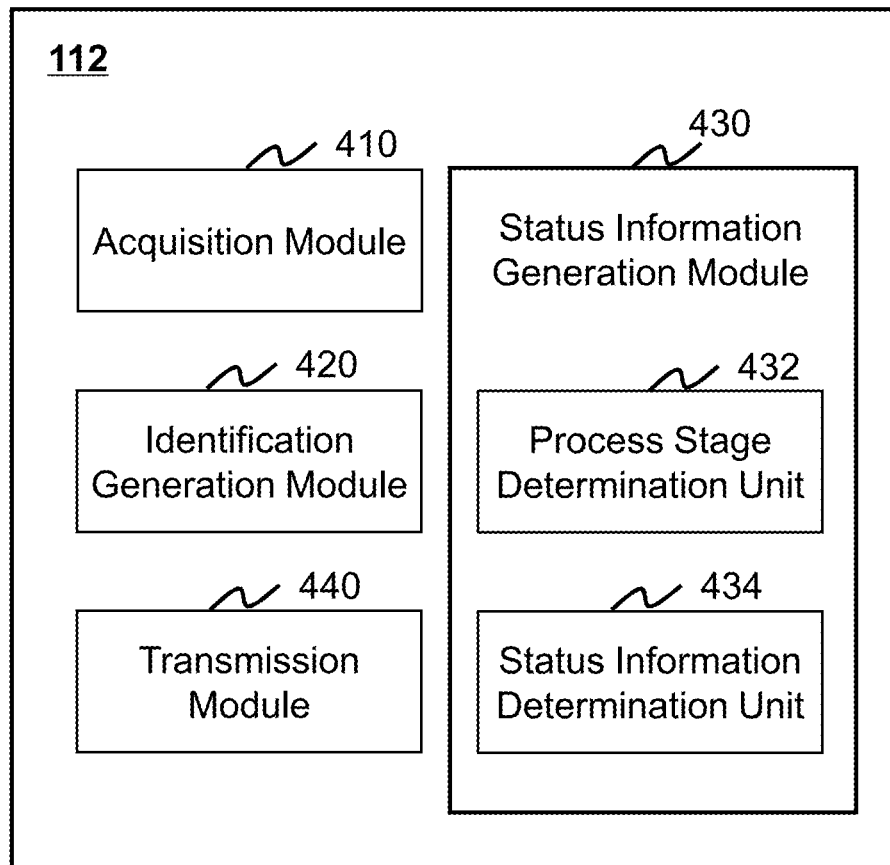 112
410
Acquisition Module
420
Identification
Generation Module
440
Transmission
Module
430
Status Information
Generation Module
432
Process Stage
Determination Unit
434
Status Information
Determination Unit